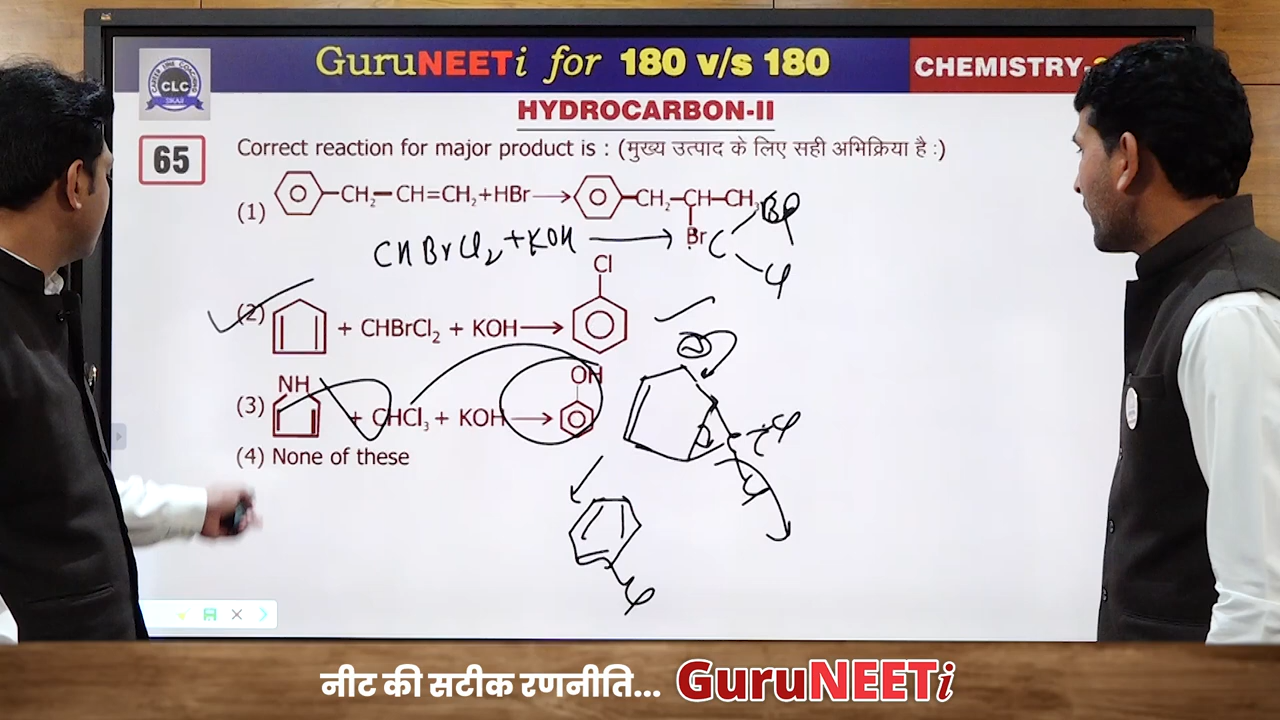 GuruNEETi for 180 v/s 180
CHEMISTRY-
CLC
HYDROCARBON-II
65
Correct reaction for major product is : (मुख्य उत्पाद के लिए सही अभिक्रिया है :)
(1) CH₂—CH=CH₂+HBr→ CH₂—CH—CH₃
Br
CHBrCl₂+KOH → C
Cl
Cl
(2) + CHBrCl₂ + KOH→
NH
OH
(3) + CHCl₃ + KOH→
(4) None of these
नीट की सटीक रणनीति... GuruNEETi